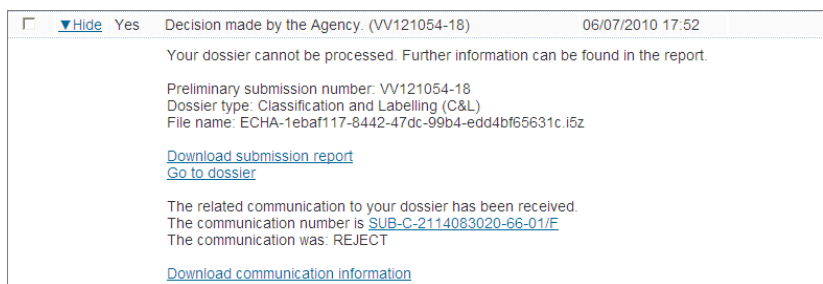 ▼Hide Yes Decision made by the Agency. (VV121054-18) 06/07/2010 17:52
Your dossier cannot be processed. Further information can be found in the report.
Preliminary submission number: VV121054-18
Dossier type: Classification and Labelling (C&L)
File name: ECHA-1ebaf117-8442-47dc-99b4-edd4bf65631c.i5z
Download submission report
Go to dossier
The related communication to your dossier has been received.
The communication number is SUB-C-2114083020-66-01/F
The communication was: REJECT
Download communication information